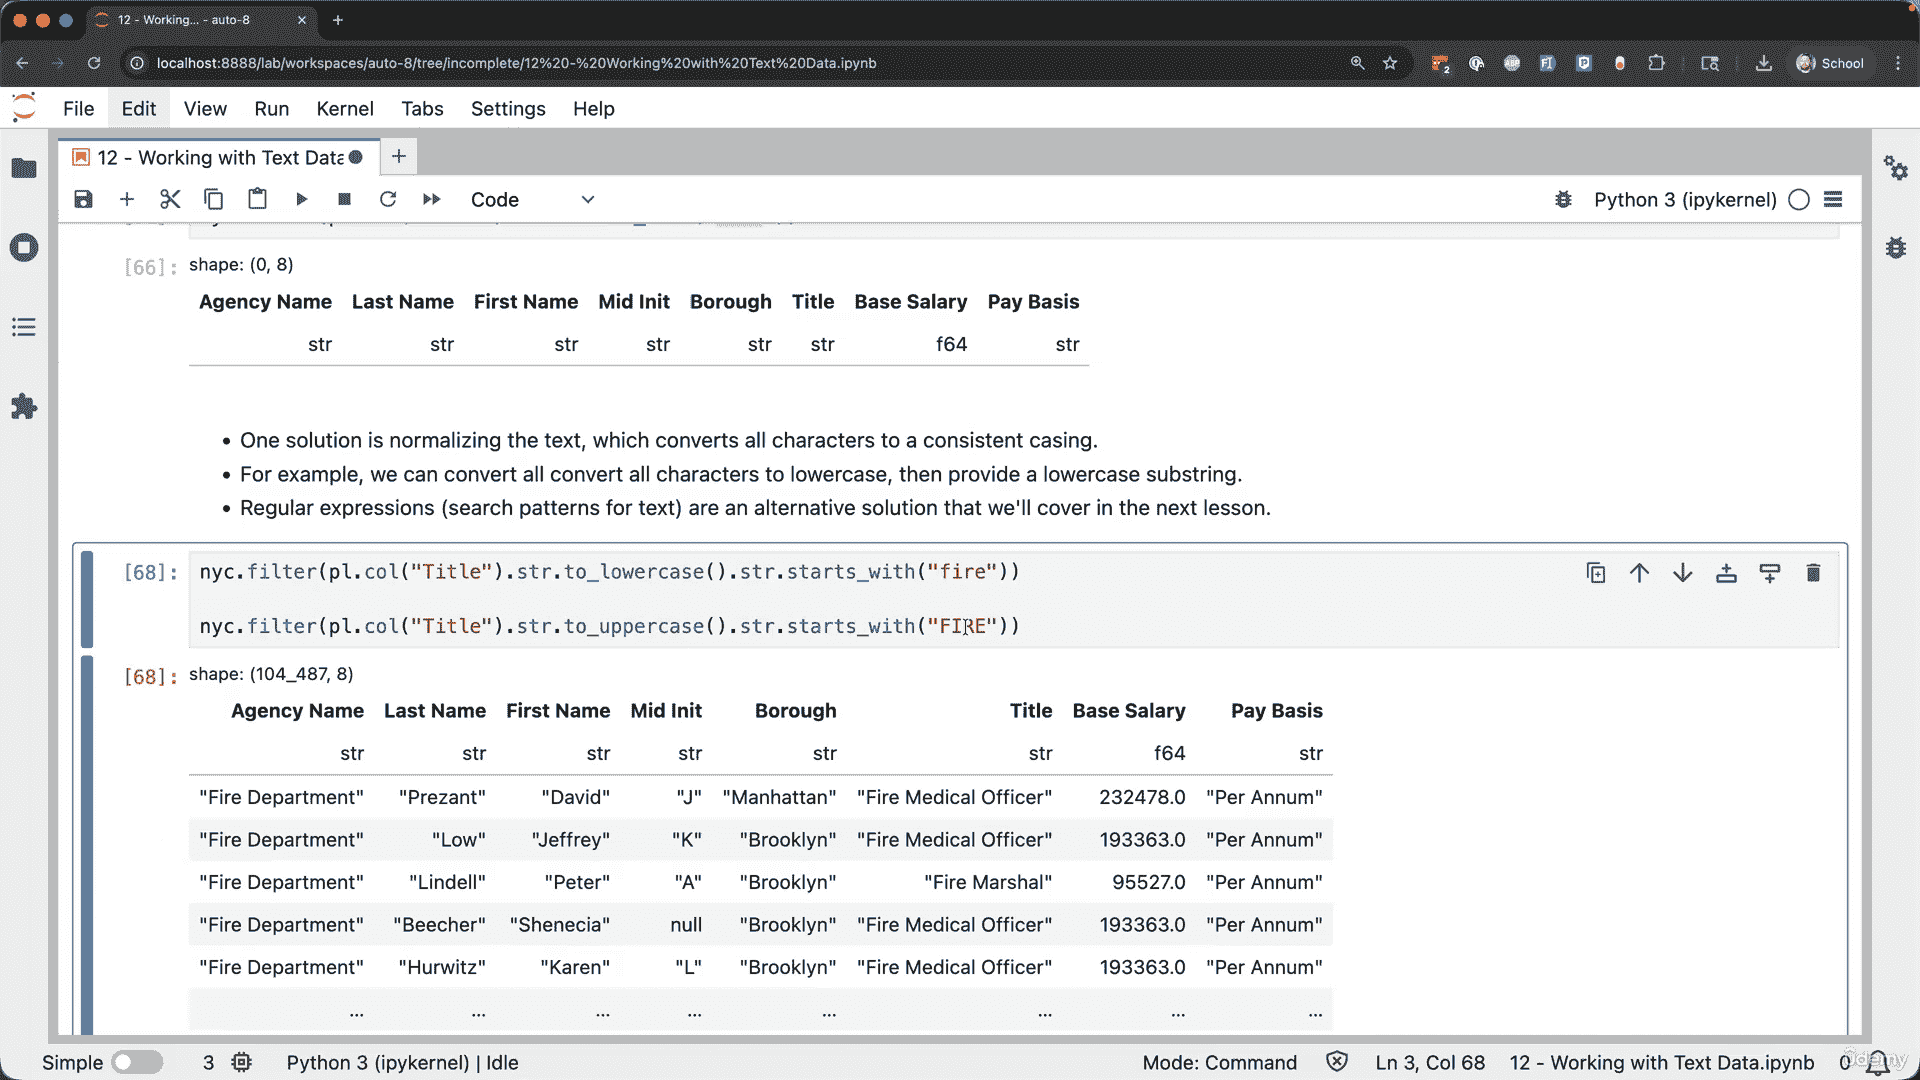 12 - Working... - auto-8
localhost:8888/lab/workspaces/auto-8/tree/incomplete/12%20-%20Working%20with%20Text%20Data.ipynb
2
School
File Edit View Run Kernel Tabs Settings Help
12 - Working with Text Data
Code
Python 3 (ipykernel)
[66]: shape: (0, 8)
Agency Name Last Name First Name Mid Init Borough Title Base Salary Pay Basis
str str str str str str f64 str
• One solution is normalizing the text, which converts all characters to a consistent casing.
• For example, we can convert all convert all characters to lowercase, then provide a lowercase substring.
• Regular expressions (search patterns for text) are an alternative solution that we'll cover in the next lesson.
[68]: nyc.filter(pl.col("Title").str.to_lowercase().str.starts_with("fire"))
nyc.filter(pl.col("Title").str.to_uppercase().str.starts_with("FIRE"))
[68]: shape: (104_487, 8)
Agency Name Last Name First Name Mid Init Borough Title Base Salary Pay Basis
str str str str str str f64 str
"Fire Department" "Prezant" "David" "J" "Manhattan" "Fire Medical Officer" 232478.0 "Per Annum"
"Fire Department" "Low" "Jeffrey" "K" "Brooklyn" "Fire Medical Officer" 193363.0 "Per Annum"
"Fire Department" "Lindell" "Peter" "A" "Brooklyn" "Fire Marshal" 95527.0 "Per Annum"
"Fire Department" "Beecher" "Shenecia" null "Brooklyn" "Fire Medical Officer" 193363.0 "Per Annum"
"Fire Department" "Hurwitz" "Karen" "L" "Brooklyn" "Fire Medical Officer" 193363.0 "Per Annum"
... ... ... ... ... ... ... ...
Simple 3 Python 3 (ipykernel) | Idle Mode: Command Ln 3, Col 68 12 - Working with Text Data.ipynb 0